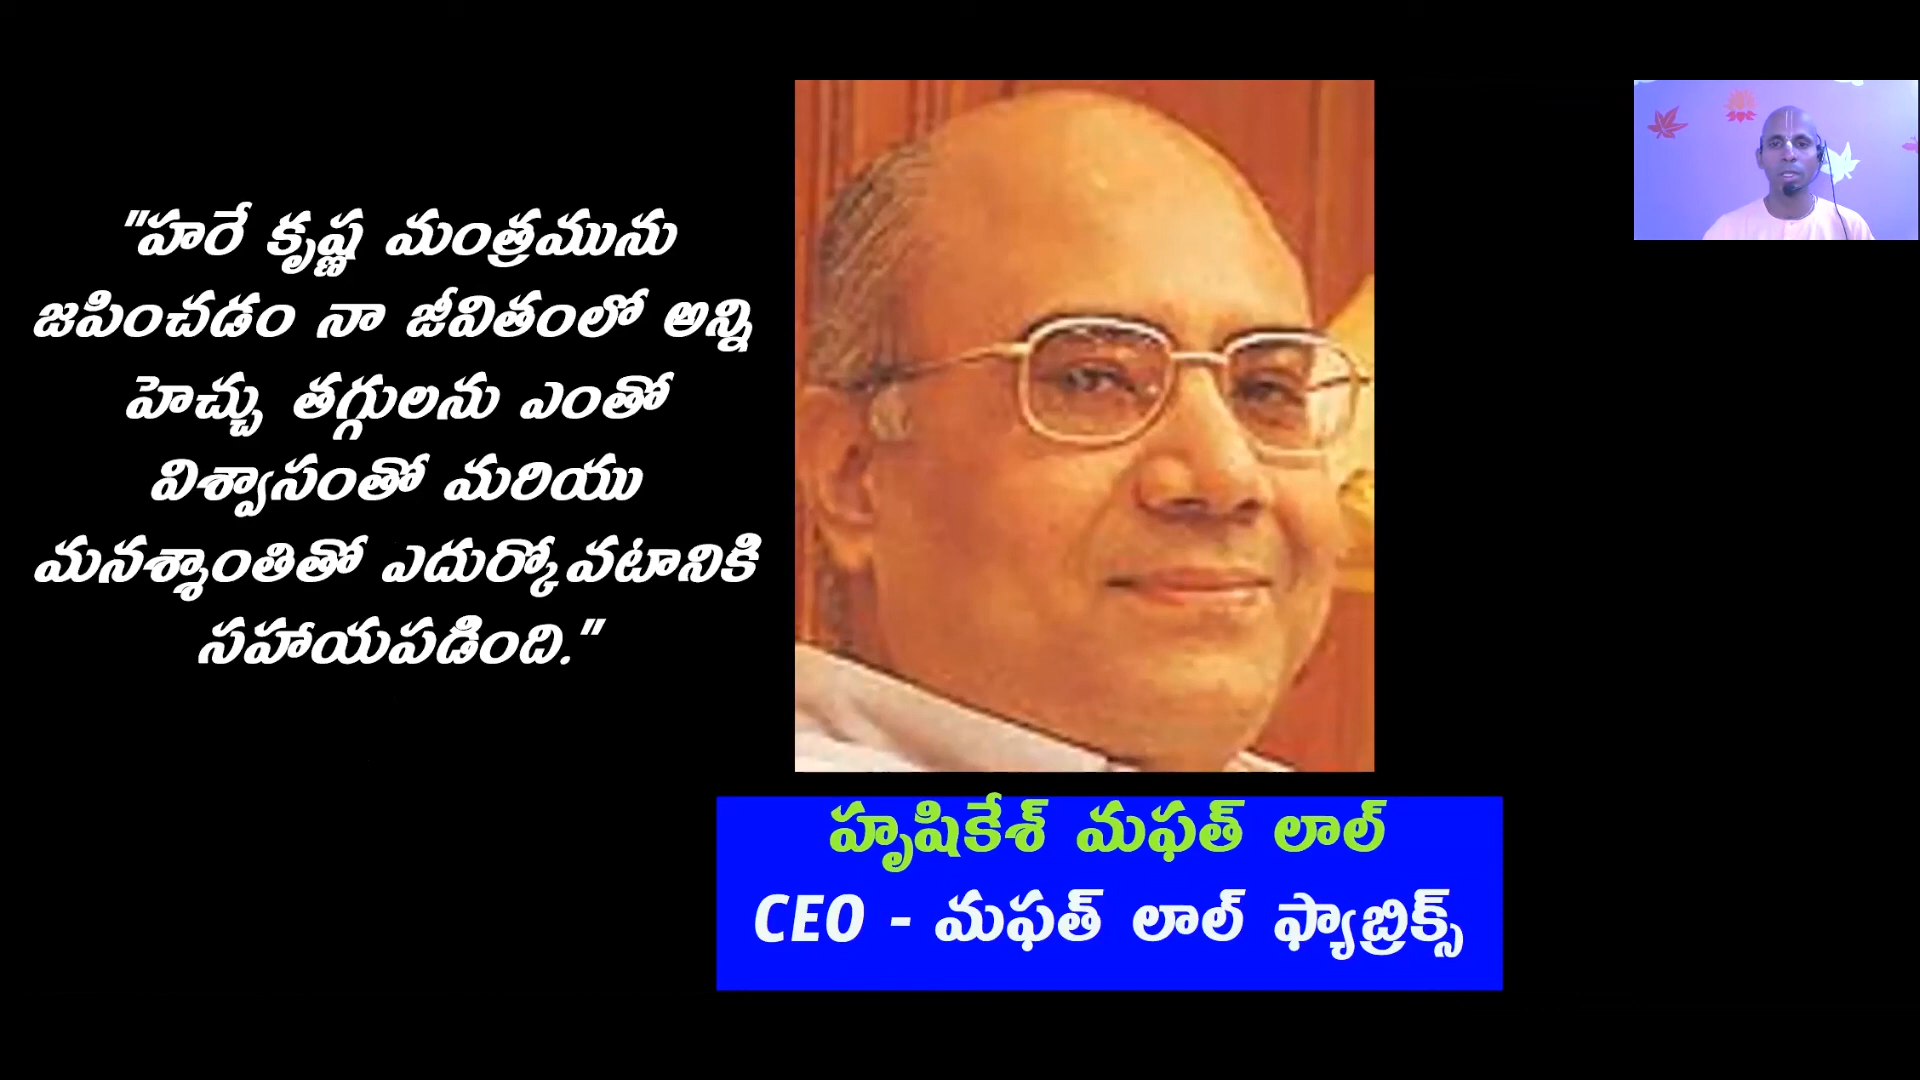 "హరే కృష్ణ మంత్రమును
జపించడం నా జీవితంలో అన్ని
హెచ్చు తగ్గులను ఎంతో
విశ్వాసంతో మరియు
మనశ్శాంతితో ఎదుర్కోవటానికి
సహాయపడింది."
హృషికేశ్ మఫత్ లాల్
CEO - మఫత్ లాల్ ఫ్యాబ్రిక్స్